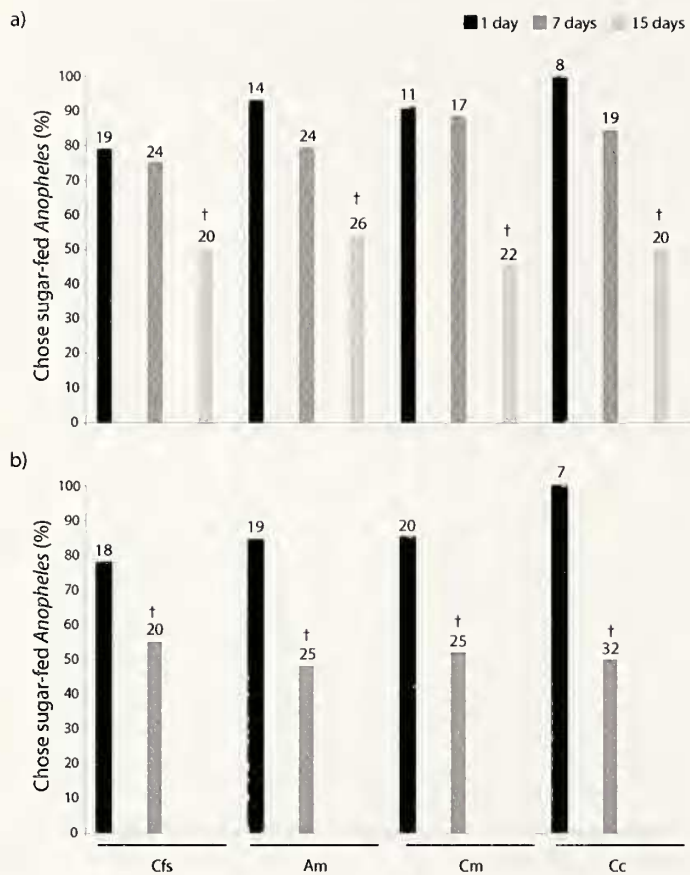 a)
1 day 7 days 15 days
Chose sugar-fed Anopheles (%)
100
90
80
70
60
50
40
30
20
10
0
19 24 † 20
14 24 † 26
11 17 † 22
8 19 † 20
b)
Chose sugar-fed Anopheles (%)
100
90
80
70
60
50
40
30
20
10
0
18 † 20
19 † 25
20 † 25
7 † 32
Cfs Am Cm Cc